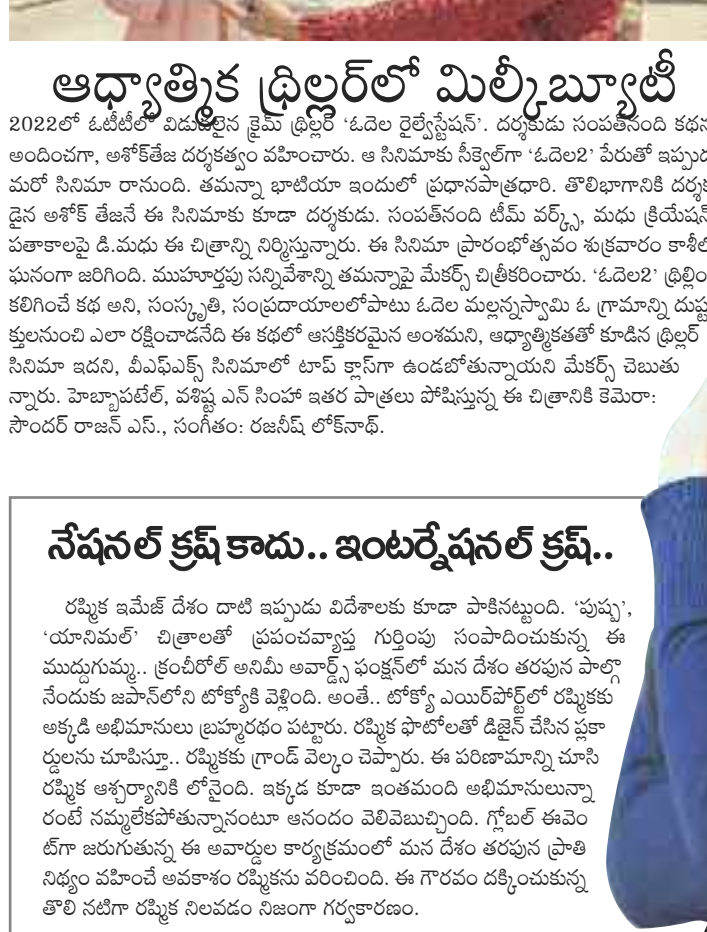 ఆధ్యాత్మిక థ్రిల్లర్‌లో మిల్కీబ్యూటీ
2022లో ఓటీటీలో విడుదలైన క్రైమ్ థ్రిల్లర్ ‘ఓదెల రైల్వేస్టేషన్’. దర్శకుడు సంపత్‌నంది కథన
అందించగా, అశోక్‌తేజ దర్శకత్వం వహించారు. ఆ సినిమాకు సీక్వెల్‌గా ‘ఓదెల2’ పేరుతో ఇప్పుడ
మరో సినిమా రానుంది. తమన్నా భాటియా ఇందులో ప్రధానపాత్రధారి. తొలిభాగానికి దర్శక
డైన అశోక్ తేజనే ఈ సినిమాకు కూడా దర్శకుడు. సంపత్‌నంది టీమ్ వర్క్స్, మధు క్రియేషన్
పతాకాలపై డి.మధు ఈ చిత్రాన్ని నిర్మిస్తున్నారు. ఈ సినిమా ప్రారంభోత్సవం శుక్రవారం కాశీల
ఘనంగా జరిగింది. ముహూర్తపు సన్నివేశాన్ని తమన్నాపై మేకర్స్ చిత్రీకరించారు. ‘ఓదెల2’ థ్రిల్లిం
కలిగించే కథ అని, సంస్కృతి, సంప్రదాయాలలోపాటు ఓదెల మల్లన్నస్వామి ఓ గ్రామాన్ని దుష్ట
క్తులనుంచి ఎలా రక్షించాడనేది ఈ కథలో ఆసక్తికరమైన అంశమని, ఆధ్యాత్మికతతో కూడిన థ్రిల్లర్
సినిమా ఇదని, వీఎఫ్ఎక్స్ సినిమాలో టాప్ క్లాస్‌గా ఉండబోతున్నాయని మేకర్స్ చెబుతు
న్నారు. హెబ్బాపటేల్, వశిష్ట ఎన్ సింహా ఇతర పాత్రలు పోషిస్తున్న ఈ చిత్రానికి కెమెరా:
సౌందర్ రాజన్ ఎస్., సంగీతం: రజనీష్ లోక్‌నాథ్.
నేషనల్ క్రష్ కాదు.. ఇంటర్నేషనల్ క్రష్..
రష్మిక ఇమేజ్ దేశం దాటి ఇప్పుడు విదేశాలకు కూడా పాకినట్టుంది. ‘పుష్ప’,
‘యానిమల్’ చిత్రాలతో ప్రపంచవ్యాప్త గుర్తింపు సంపాదించుకున్న ఈ
ముద్దుగుమ్మ.. క్రంచీరోల్ అనిమీ అవార్డ్స్ ఫంక్షన్‌లో మన దేశం తరఫున పాల్గొ
నేందుకు జపాన్‌లోని టోక్యోకి వెళ్లింది. అంతే.. టోక్యో ఎయిర్‌పోర్ట్‌లో రష్మికకు
అక్కడి అభిమానులు బ్రహ్మరథం పట్టారు. రష్మిక ఫొటోలతో డిజైన్ చేసిన ప్లకా
ర్డులను చూపిస్తూ.. రష్మికకు గ్రాండ్ వెల్కం చెప్పారు. ఈ పరిణామాన్ని చూసి
రష్మిక ఆశ్చర్యానికి లోనైంది. ఇక్కడ కూడా ఇంతమంది అభిమానులున్నా
రంటే నమ్మలేకపోతున్నానంటూ ఆనందం వెలివెబుచ్చింది. గ్లోబల్ ఈవెం
ట్‌గా జరుగుతున్న ఈ అవార్డుల కార్యక్రమంలో మన దేశం తరఫున ప్రాతి
నిథ్యం వహించే అవకాశం రష్మికను వరించింది. ఈ గౌరవం దక్కించుకున్న
తొలి నటిగా రష్మిక నిలవడం నిజంగా గర్వకారణం.